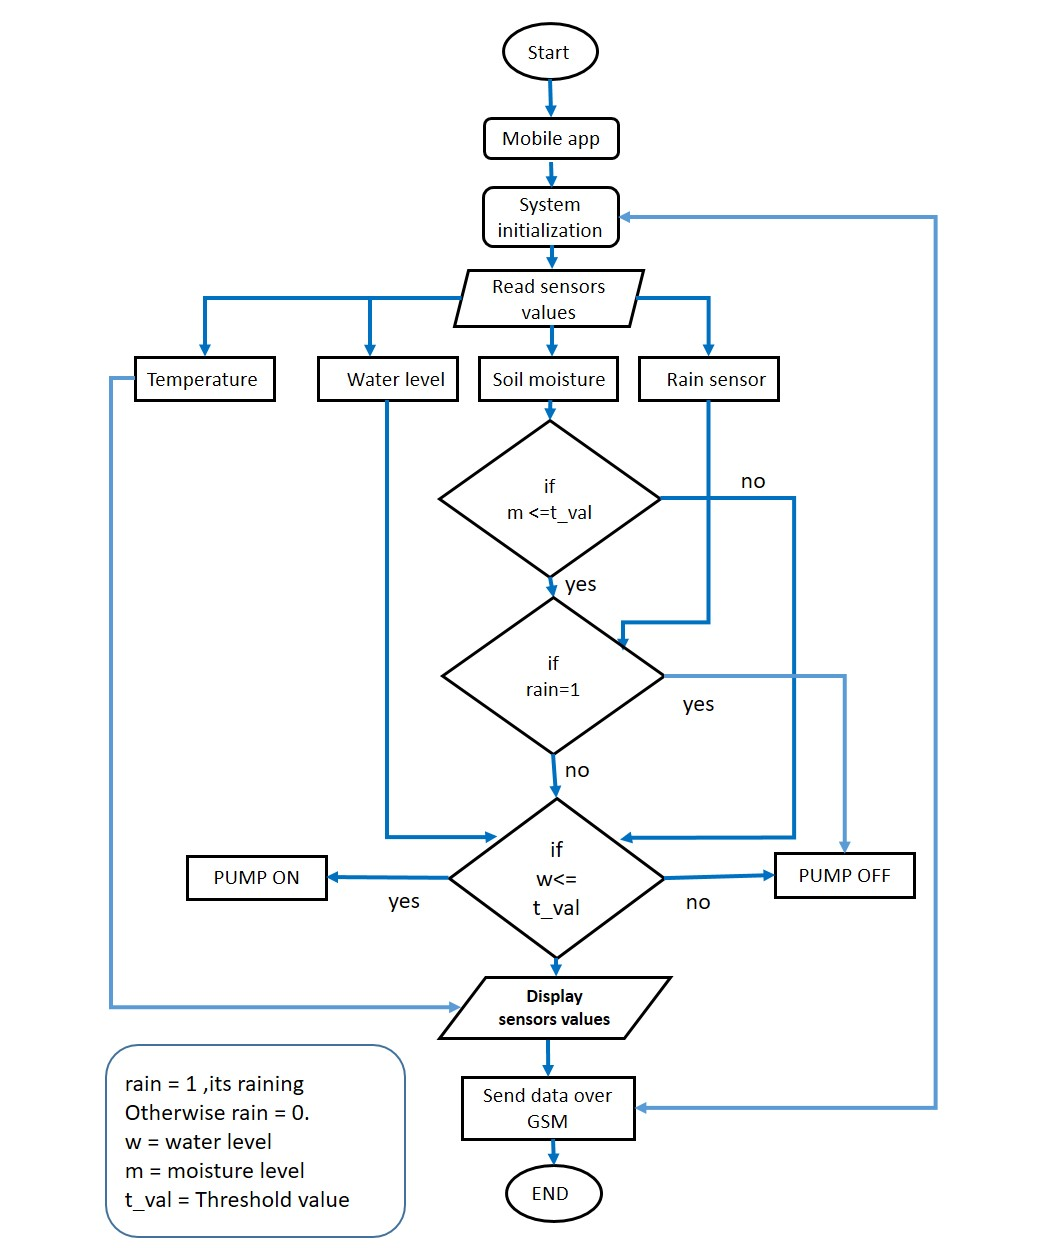 Start
Mobile app
System
initialization
Read sensors
values
Temperature
Water level
Soil moisture
Rain sensor
if
m <=t_val
no
yes
if
rain=1
yes
no
if
w<=
t_val
PUMP ON
yes
no
PUMP OFF
Display
sensors values
Send data over
GSM
END
rain = 1 ,its raining
Otherwise rain = 0.
w = water level
m = moisture level
t_val = Threshold value